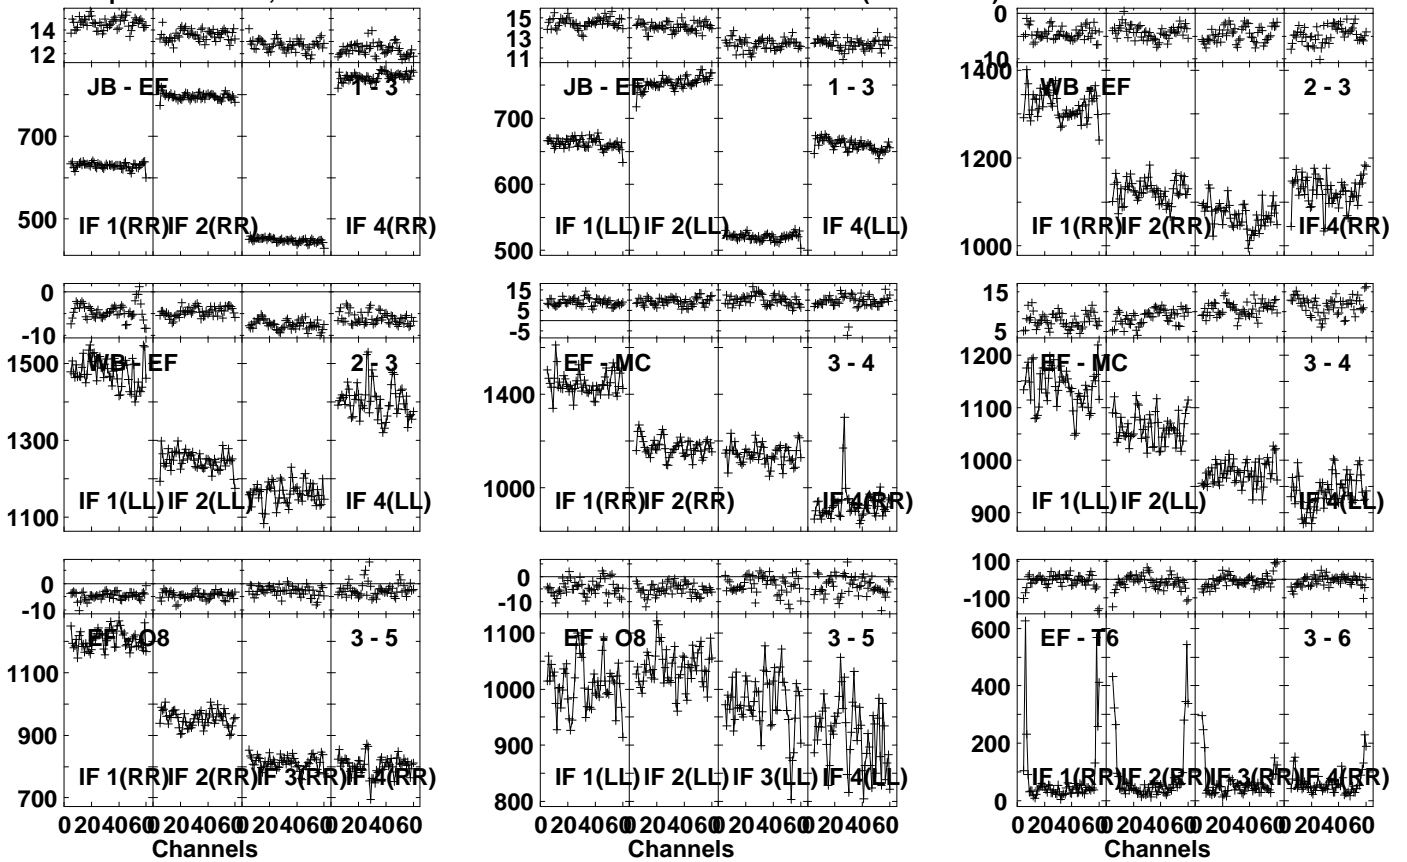 14
12
JB - EF 1 - 3
700
500
IF 1(RR) IF 2(RR) IF 4(RR)
15
13
11
JB - EF 1 - 3
700
600
500
IF 1(LL) IF 2(LL) IF 4(LL)
0
10
1400
WB - EF 2 - 3
1200
1000
IF 1(RR) IF 2(RR) IF 4(RR)
0
-10
1500
WB - EF 2 - 3
1300
1100
IF 1(LL) IF 2(LL) IF 4(LL)
15
5
-5
EF - MC 3 - 4
1400
1000
IF 1(RR) IF 2(RR) IF 4(RR)
15
5
1200
EF - MC 3 - 4
1100
1000
900
IF 1(LL) IF 2(LL) IF 4(LL)
0
-10
EF - O8 3 - 5
1100
900
700
IF 1(RR) IF 2(RR) IF 3(RR) IF 4(RR)
0 204060 0 204060 0 204060 0 204060
Channels
0
-10
1100
EF - O8 3 - 5
1000
900
800
IF 1(LL) IF 2(LL) IF 3(LL) IF 4(LL)
0 204060 0 204060 0 204060 0 204060
Channels
100
-100
600
EF - T6 3 - 6
400
200
0
IF 1(RR) IF 2(RR) IF 3(RR) IF 4(RR)
0 204060 0 204060 0 204060 0 204060
Channels